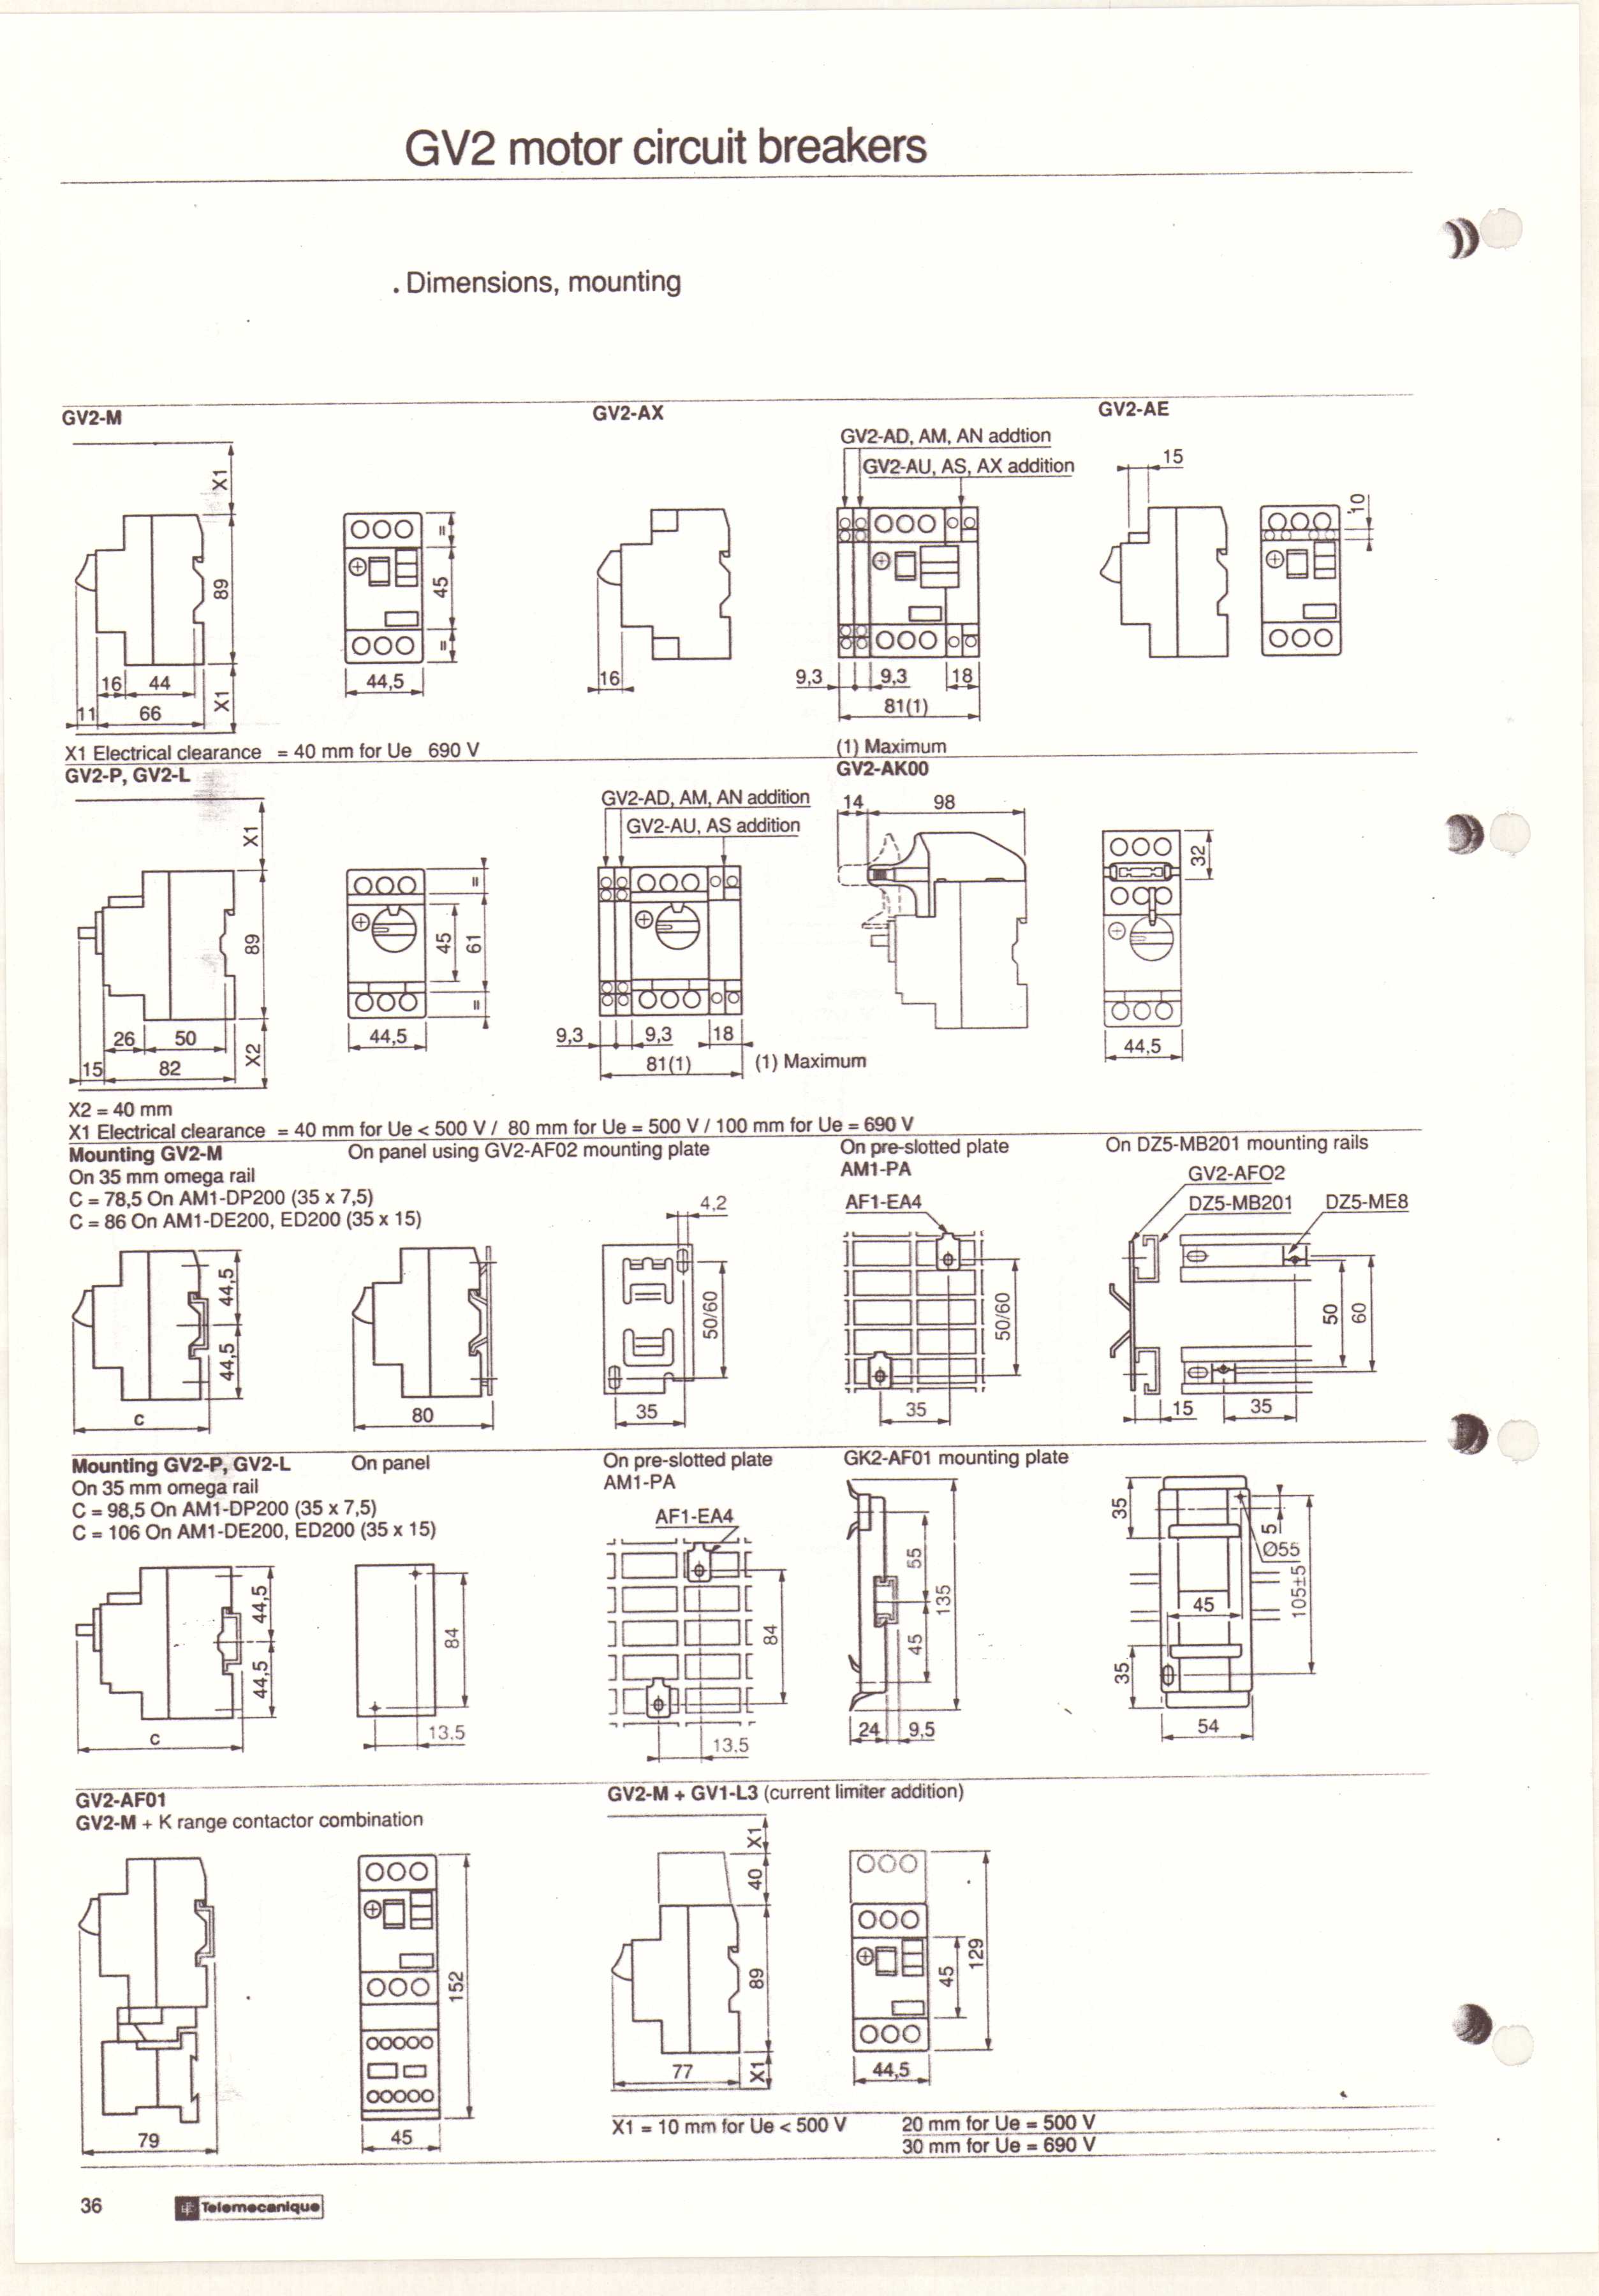 GV2 motor circuit breakers
. Dimensions, mounting
GV2-M
GV2-AX
GV2-AE
GV2-AD, AM, AN addtion
GV2-AU, AS, AX addition
X1
89
X1
16 44
11 66
= 45 =
44,5
16
9,3 9,3 18
81(1)
15
10
X1 Electrical clearance = 40 mm for Ue 690 V
(1) Maximum
GV2-P, GV2-L
GV2-AK00
GV2-AD, AM, AN addition
GV2-AU, AS addition
X1
89
X2
26 50
15 82
= 45 61 =
44,5
9,3 9,3 18
81(1) (1) Maximum
14 98
32
44,5
X2 = 40 mm
X1 Electrical clearance = 40 mm for Ue < 500 V / 80 mm for Ue = 500 V / 100 mm for Ue = 690 V
Mounting GV2-M
On 35 mm omega rail
C = 78,5 On AM1-DP200 (35 x 7,5)
C = 86 On AM1-DE200, ED200 (35 x 15)
44,5
44,5
c
On panel using GV2-AF02 mounting plate
80
4,2
50/60
35
On pre-slotted plate
AM1-PA
AF1-EA4
50/60
35
On DZ5-MB201 mounting rails
GV2-AFO2
DZ5-MB201 DZ5-ME8
50 60
15 35
Mounting GV2-P, GV2-L
On 35 mm omega rail
C = 98,5 On AM1-DP200 (35 x 7,5)
C = 106 On AM1-DE200, ED200 (35 x 15)
44,5
44,5
c
On panel
84
13.5
On pre-slotted plate
AM1-PA
AF1-EA4
84
13,5
GK2-AF01 mounting plate
55
135
45
24 9,5
35
5
Ø55
105±5
45
35
54
GV2-AF01
GV2-M + K range contactor combination
152
79
45
GV2-M + GV1-L3 (current limiter addition)
X1
40
89
X1
77
45 129
44,5
X1 = 10 mm for Ue < 500 V 20 mm for Ue = 500 V
30 mm for Ue = 690 V
36
Telemecanique